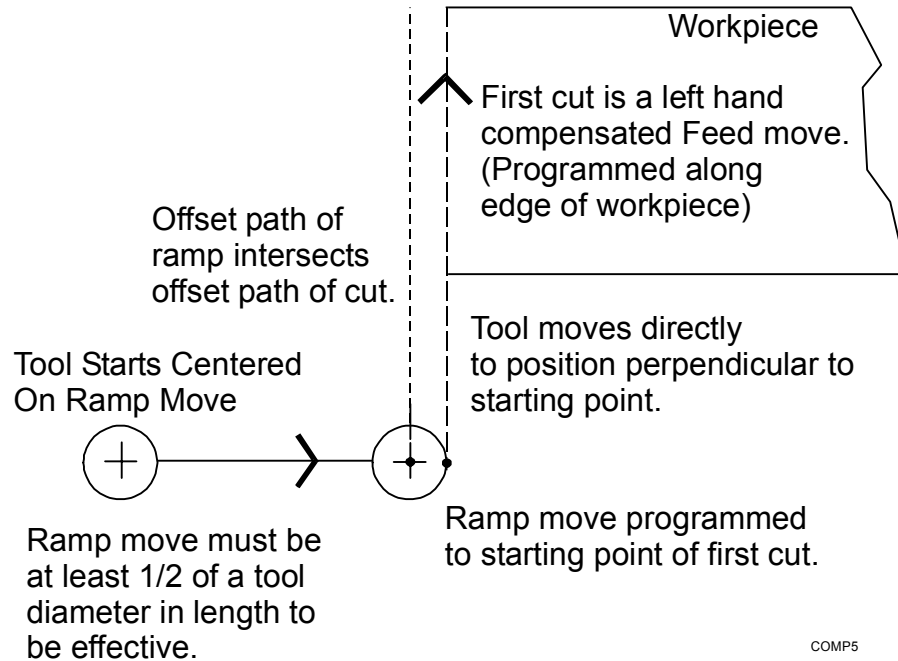 Workpiece
First cut is a left hand
compensated Feed move.
(Programmed along
edge of workpiece)
Offset path of
ramp intersects
offset path of cut.
Tool moves directly
to position perpendicular to
starting point.
Tool Starts Centered
On Ramp Move
Ramp move programmed
to starting point of first cut.
Ramp move must be
at least 1/2 of a tool
diameter in length to
be effective.
COMP5